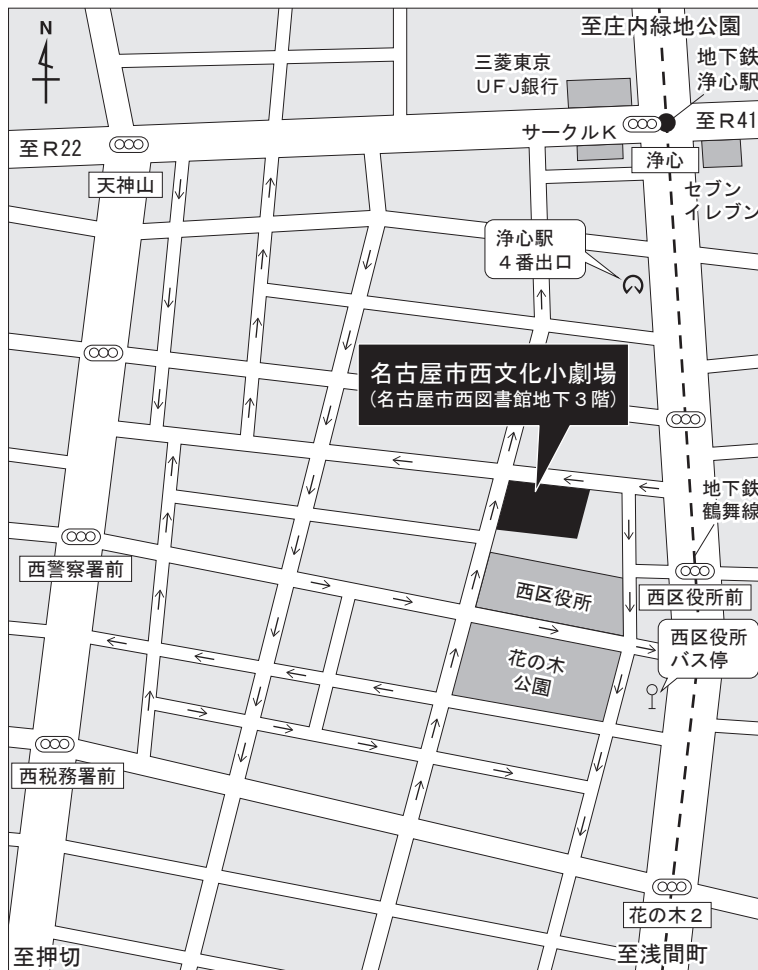 至庄内緑地公園
N
三菱東京
UFJ銀行
地下鉄
浄心駅
サークルK
至R41
至R22
浄心
天神山
セブン
イレブン
浄心駅
4番出口
名古屋市西文化小劇場
(名古屋市西図書館地下3階)
地下鉄
鶴舞線
西警察署前
西区役所
西区役所前
西区役所
バス停
花の木
公園
西税務署前
花の木2
至押切
至浅間町